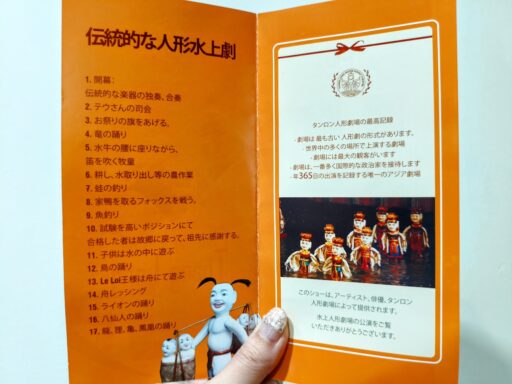 伝統的な人形水上劇
1. 開幕：
伝統的な楽器の独奏、合奏
2. テウさんの司会
3. お祭りの旗をあげる。
4. 竜の踊り
5. 水牛の腰に座りながら、
笛を吹く牧童
6. 耕し、水取り出し等の農作業
7. 蛙の釣り
8. 家鴨を取るフォックスを戦う。
9. 魚釣り
10. 試験を高いポジションにて
合格した者は故郷に戻って、祖先に感謝する.
11. 子供は水の中に遊ぶ
12. 鳥の踊り
13. Le Loi王様は舟にて遊ぶ
14. 舟レッシング
15. ライオンの踊り
16. 八仙人の踊り
17. 龍、狸、亀、鳳凰の踊り
タンロン人形劇場の最高記録
- 劇場は 最も古い 人形劇の形式があります。
- 世界中の多くの場所で上演する劇場
- 劇場には最大の観客がいます
- 劇場は、一番多く国際的な政治家を接待します
- 年365日の出演を記録する唯一のアジア劇場
このショーは、アーティスト、俳優、タンロン
人形劇場によって提供されます.
水上人形劇場の公演をご覧
いただきありがとうございます。